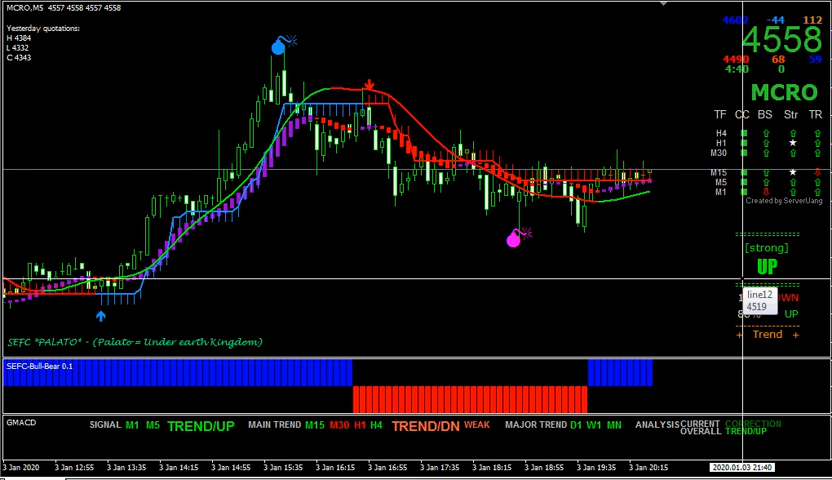 MCRO,M5 4557 4558 4557 4558
Yesterday quotations:
H 4384
L 4332
C 4343
4602 -44 112
4558
4490 68 59
4:40 0
MCRO
TF CC BS Str TR
H4
H1
M30
M15
M5
M1
Created by ServerUang
[strong]
UP
line12
4519
UP
+ Trend +
SEFC *PALATO* - (Palato = Under earth Kingdom)
SEFC-Bull-Bear 0.1
GMACD
SIGNAL M1 M5 TREND/UP MAIN TREND M15 M30 H1 H4 TREND/DN WEAK MAJOR TREND D1 W1 MN ANALYSIS CURRENT CORRECTION
OVERALL TREND/UP
3 Jan 2020 3 Jan 12:55 3 Jan 13:35 3 Jan 14:15 3 Jan 14:55 3 Jan 15:35 3 Jan 16:15 3 Jan 16:55 3 Jan 17:35 3 Jan 18:15 3 Jan 18:55 3 Jan 19:35 3 Jan 20:15 2020.01.03 21:40